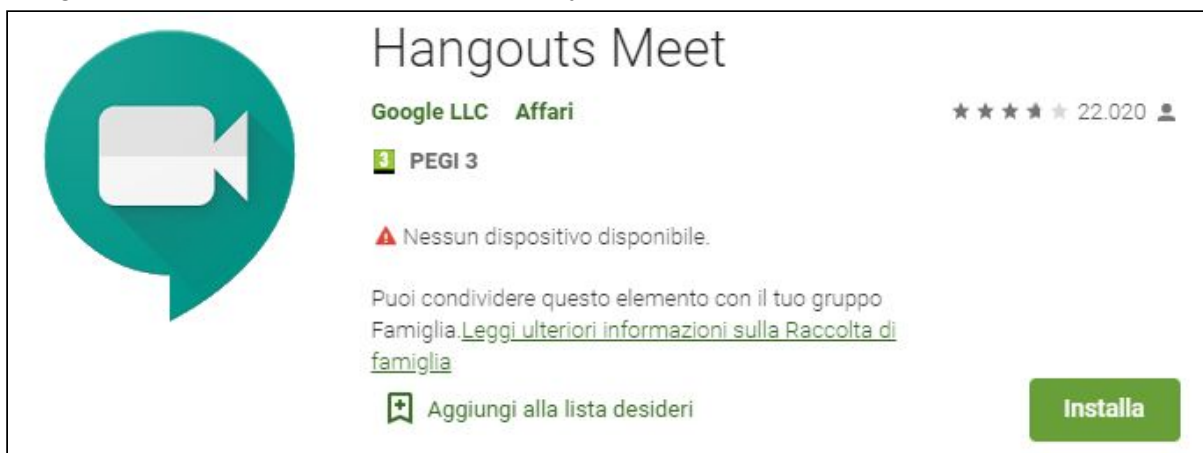 Hangouts Meet
Google LLC Affari 22.020
3 PEGI 3
Nessun dispositivo disponibile.
Puoi condividere questo elemento con il tuo gruppo
Famiglia.Leggi ulteriori informazioni sulla Raccolta di
famiglia
Aggiungi alla lista desideri
Installa